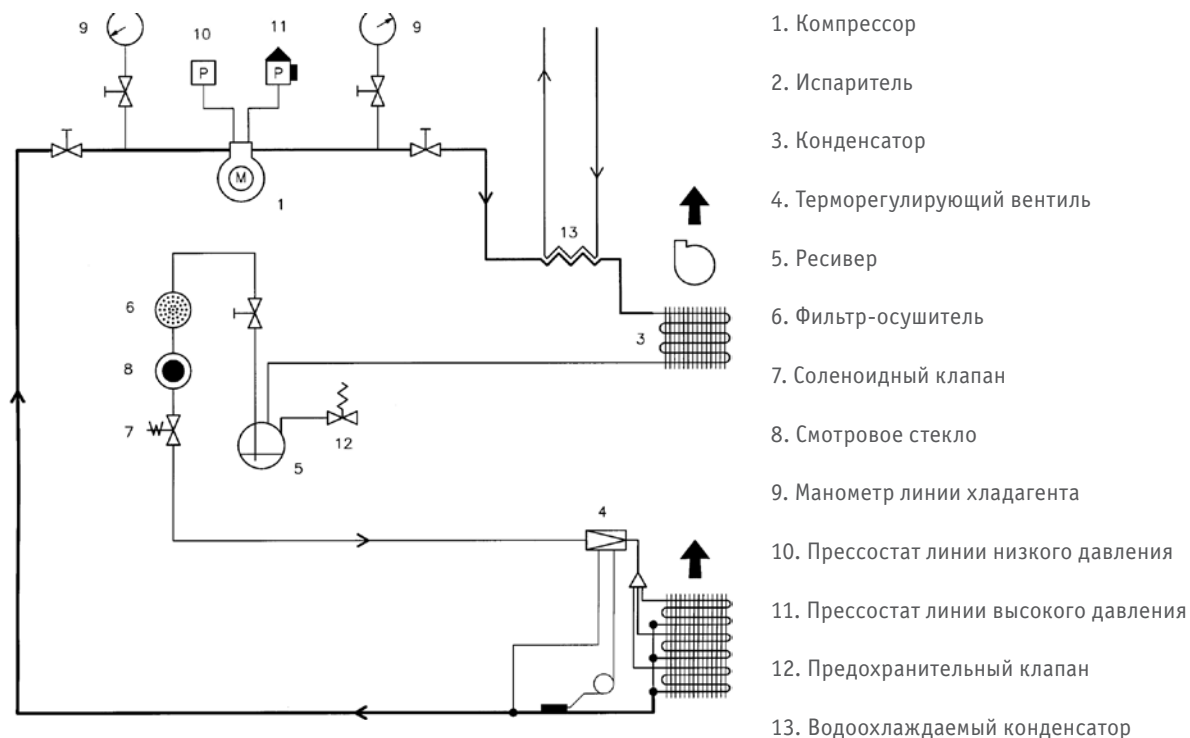 9
10
11
9
P
P
M
1
13
6
3
8
7
12
5
4
1. Компрессор
2. Испаритель
3. Конденсатор
4. Терморегулирующий вентиль
5. Ресивер
6. Фильтр-осушитель
7. Соленоидный клапан
8. Смотровое стекло
9. Манометр линии хладагента
10. Прессостат линии низкого давления
11. Прессостат линии высокого давления
12. Предохранительный клапан
13. Водоохлаждаемый конденсатор